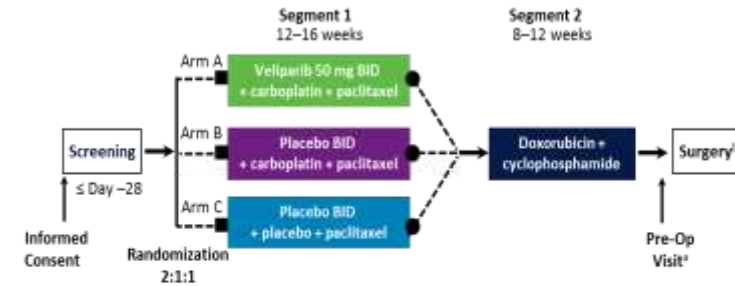 Segment 1
12–16 weeks
Segment 2
8–12 weeks
Arm A
Veliparib 50 mg BID
+ carboplatin + paclitaxel
Arm B
Placebo BID
+ carboplatin + paclitaxel
Arm C
Placebo BID
+ placebo + paclitaxel
Screening
≤ Day –28
Informed
Consent
Randomization
2:1:1
Doxorubicin +
cyclophosphamide
Surgeryᵇ
Pre-Op
Visitᵃ